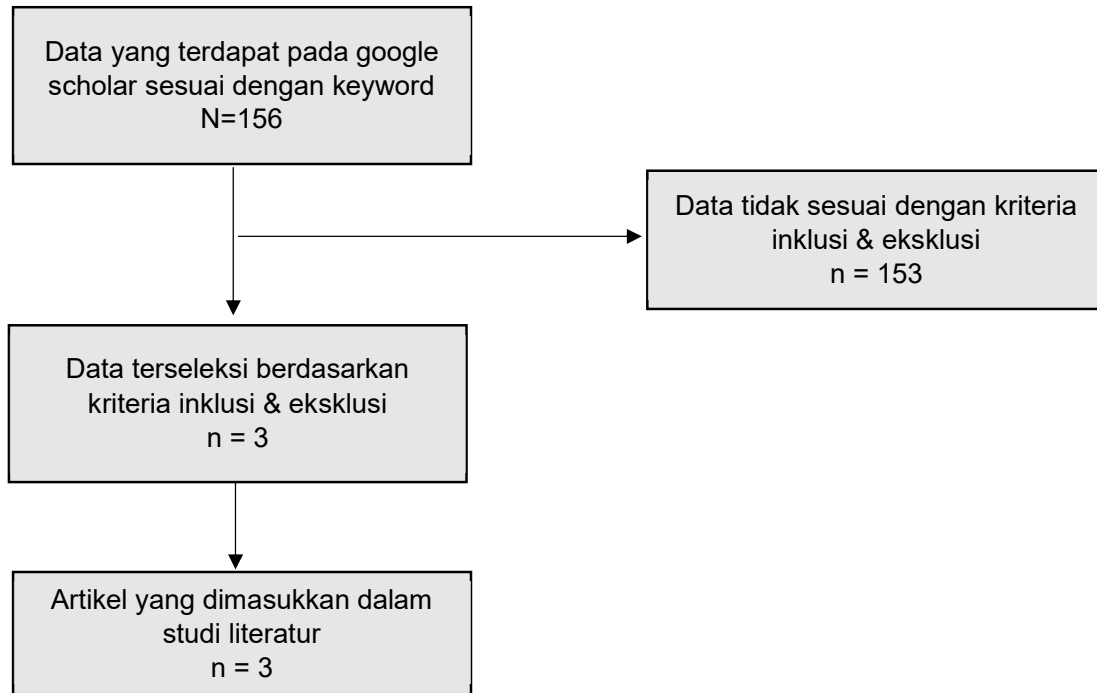 Data yang terdapat pada google
scholar sesuai dengan keyword
N=156
Data tidak sesuai dengan kriteria
inklusi & eksklusi
n = 153
Data terseleksi berdasarkan
kriteria inklusi & eksklusi
n = 3
Artikel yang dimasukkan dalam
studi literatur
n = 3